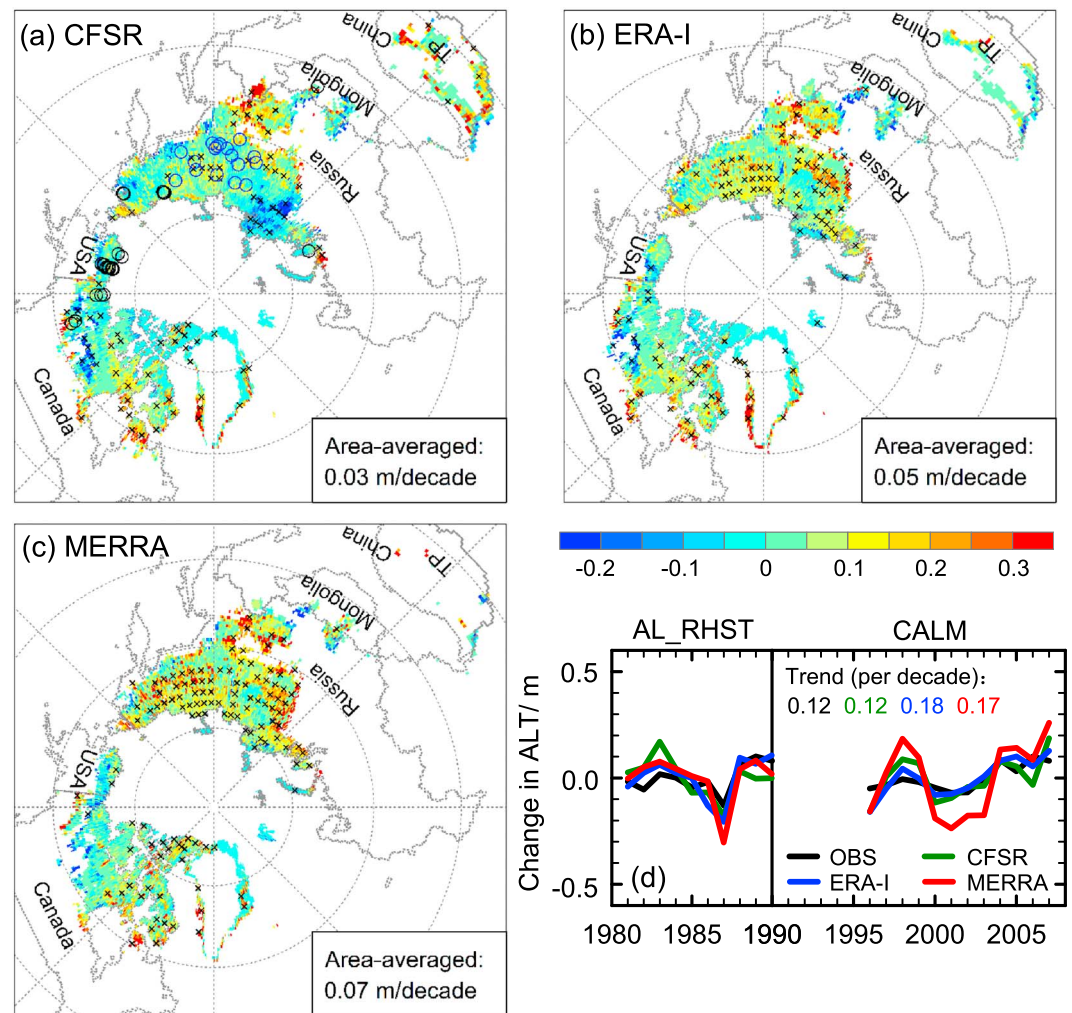 (a) CFSR
China
TP
Mongolia
Russia
USA
Canada
Area-averaged:
0.03 m/decade
(b) ERA-I
China
TP
Mongolia
Russia
USA
Canada
Area-averaged:
0.05 m/decade
(c) MERRA
China
TP
Mongolia
Russia
USA
Canada
Area-averaged:
0.07 m/decade
-0.2 -0.1 0 0.1 0.2 0.3
AL_RHST CALM
Trend (per decade):
0.12 0.12 0.18 0.17
0.5
0.0
-0.5
Change in ALT/ m
OBS CFSR
ERA-I MERRA
(d)
1980 1985 1990 1995 2000 2005